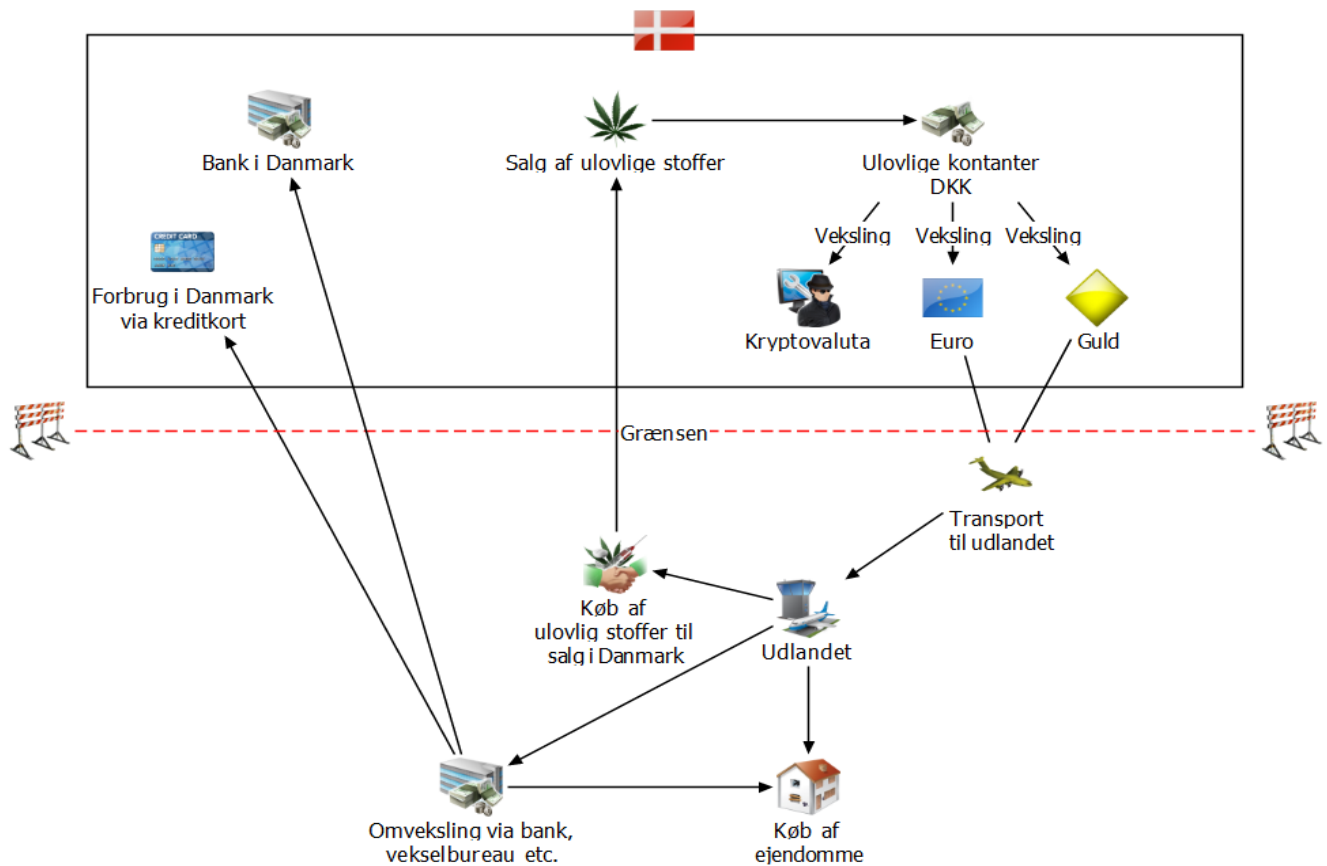 Bank i Danmark
Salg af ulovlige stoffer
Ulovlige kontanter
DKK
Veksling
Veksling
Veksling
CREDIT CARD
Forbrug i Danmark
via kreditkort
Kryptovaluta
Euro
Guld
Grænsen
Transport
til udlandet
Køb af
ulovlig stoffer til
salg i Danmark
Udlandet
Omveksling via bank,
vekselbureau etc.
Køb af
ejendomme